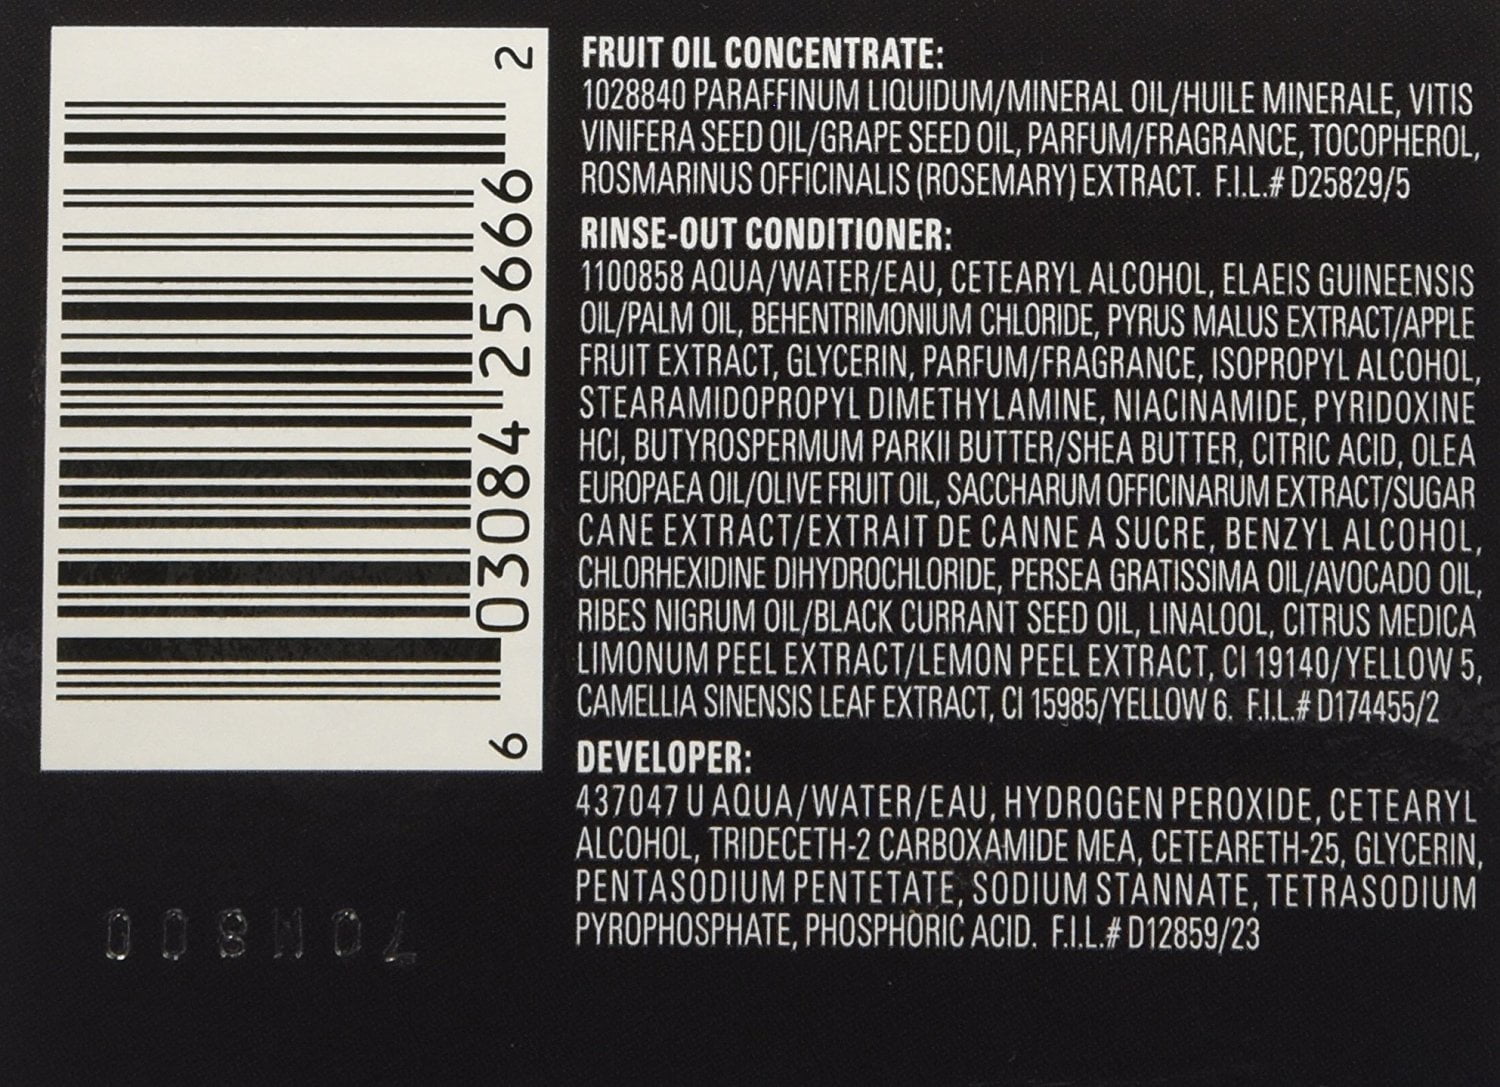 FRUIT OIL CONCENTRATE:
1028840 PARAFFINUM LIQUIDUM/MINERAL OIL/HUILE MINERALE, VITIS
VINIFERA SEED OIL/GRAPE SEED OIL, PARFUM/FRAGRANCE, TOCOPHEROL,
ROSMARINUS OFFICINALIS (ROSEMARY) EXTRACT. F.I.L.# D25829/5
RINSE-OUT CONDITIONER:
1100858 AQUA/WATER/EAU, CETEARYL ALCOHOL, ELAEIS GUINEENSIS
OIL/PALM OIL, BEHENTRIMONIUM CHLORIDE, PYRUS MALUS EXTRACT/APPLE
FRUIT EXTRACT, GLYCERIN, PARFUM/FRAGRANCE, ISOPROPYL ALCOHOL,
STEARAMIDOPROPYL DIMETHYLAMINE, NIACINAMIDE, PYRIDOXINE
HCI, BUTYROSPERMUM PARKII BUTTER/SHEA BUTTER, CITRIC ACID, OLEA
EUROPAEA OIL/OLIVE FRUIT OIL, SACCHARUM OFFICINARUM EXTRACT/SUGAR
CANE EXTRACT/EXTRAIT DE CANNE A SUCRE, BENZYL ALCOHOL,
CHLORHEXIDINE DIHYDROCHLORIDE, PERSEA GRATISSIMA OIL/AVOCADO OIL,
RIBES NIGRUM OIL/BLACK CURRANT SEED OIL, LINALOOL, CITRUS MEDICA
LIMONUM PEEL EXTRACT/LEMON PEEL EXTRACT, CI 19140/YELLOW 5,
CAMELLIA SINENSIS LEAF EXTRACT, CI 15985/YELLOW 6. F.I.L.# D174455/2
DEVELOPER:
437047 U AQUA/WATER/EAU, HYDROGEN PEROXIDE, CETEARYL
ALCOHOL, TRIDECETH-2 CARBOXAMIDE MEA, CETEARETH-25, GLYCERIN,
PENTASODIUM PENTETATE, SODIUM STANNATE, TETRASODIUM
PYROPHOSPHATE, PHOSPHORIC ACID. F.I.L.# D12859/23
6 03084 25666 2